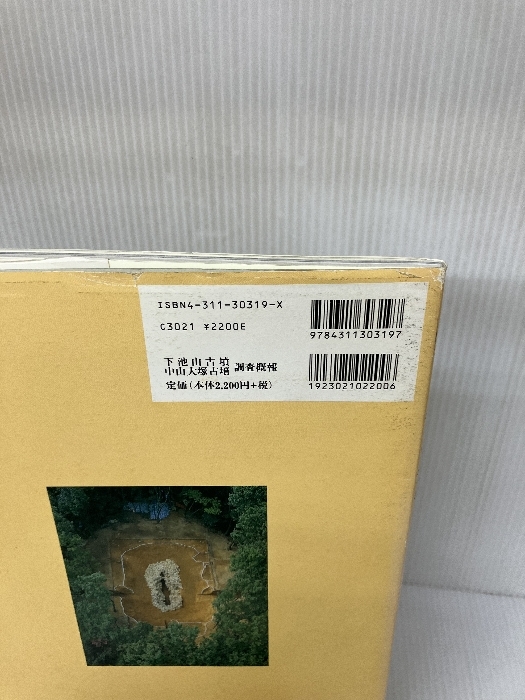 ISBN4-311-30319-X
C3021 ¥2200E
9784311303197
下池山古墳
中山大塚古墳
調査概報
定価(本体2,200円+税)
1923021022006